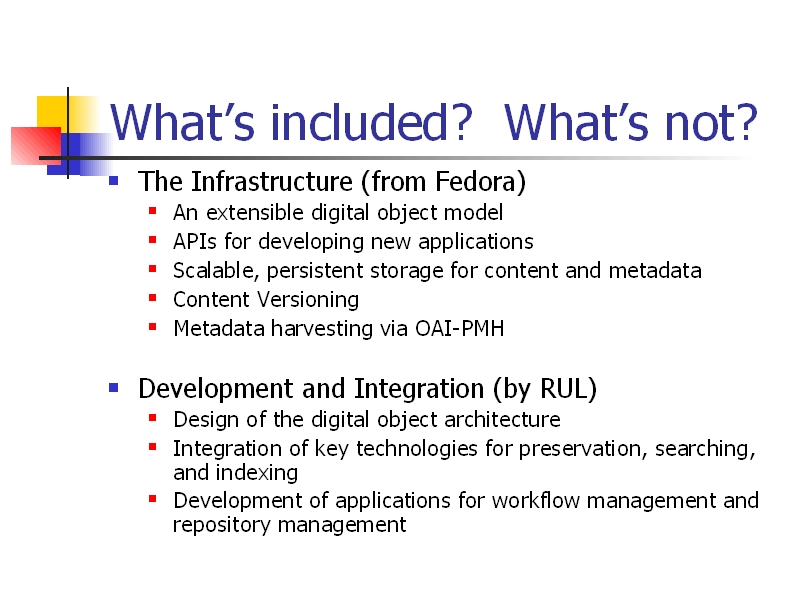 What's included?  What's not?
The Infrastructure (from Fedora)
An extensible digital object model
APIs for developing new applications
Scalable, persistent storage for content and metadata
Content Versioning
Metadata harvesting via OAI-PMH
Development and Integration (by RUL)
Design of the digital object architecture
Integration of key technologies for preservation, searching,
and indexing
Development of applications for workflow management and
repository management